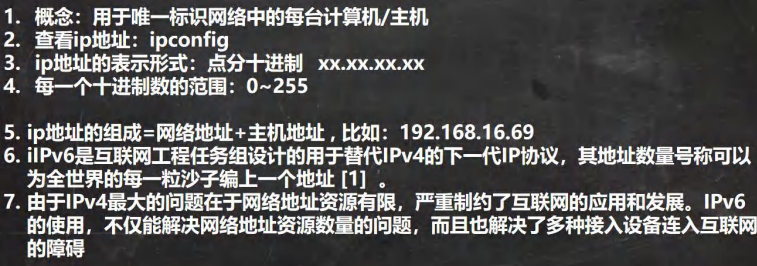 1. 概念：用于唯一标识网络中的每台计算机/主机
2. 查看ip地址：ipconfig
3. ip地址的表示形式：点分十进制 xx.xx.xx.xx
4. 每一个十进制数的范围：0~255
5. ip地址的组成=网络地址+主机地址 , 比如：192.168.16.69
6. iIPv6是互联网工程任务组设计的用于替代IPv4的下一代IP协议，其地址数量号称可以
为全世界的每一粒沙子编上一个地址 [1] 。
7. 由于IPv4最大的问题在于网络地址资源有限，严重制约了互联网的应用和发展。IPv6
的使用，不仅能解决网络地址资源数量的问题，而且也解决了多种接入设备连入互联网
的障碍